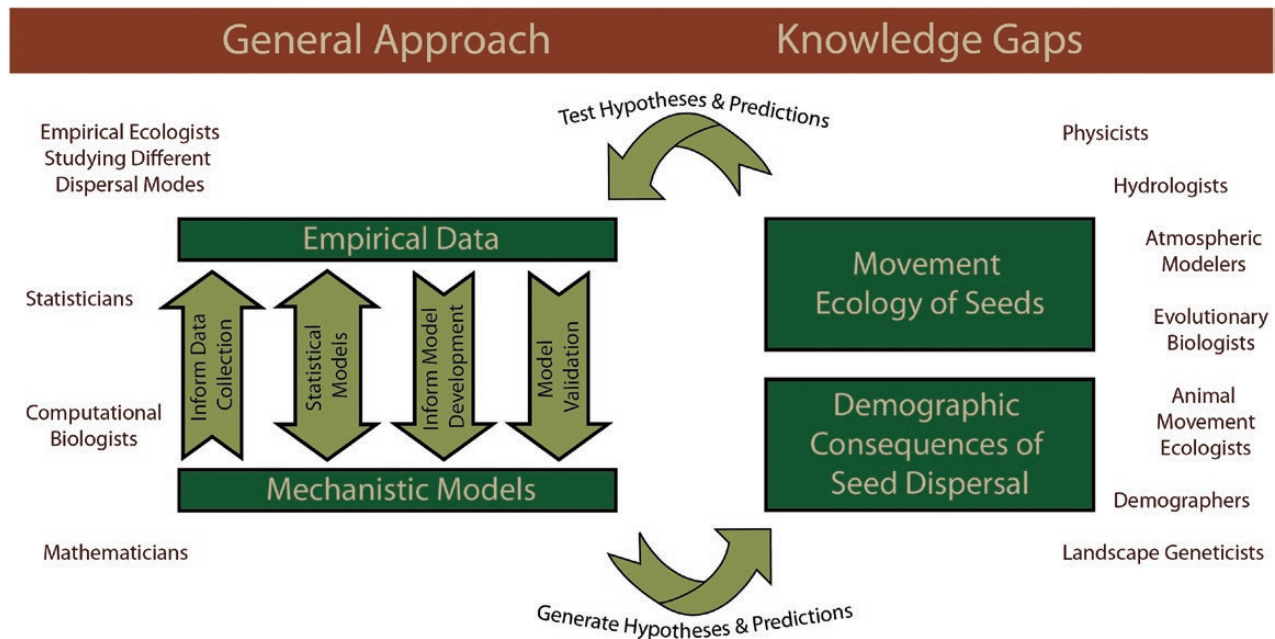 General Approach
Knowledge Gaps
Test Hypotheses & Predictions
Empirical Ecologists
Studying Different
Dispersal Modes
Statisticians
Computational
Biologists
Mathematicians
Empirical Data
Inform Data
Collection
Statistical
Models
Inform Model
Development
Model
Validation
Mechanistic Models
Generate Hypotheses & Predictions
Movement
Ecology of Seeds
Demographic
Consequences of
Seed Dispersal
Physicists
Hydrologists
Atmospheric
Modelers
Evolutionary
Biologists
Animal
Movement
Ecologists
Demographers
Landscape Geneticists